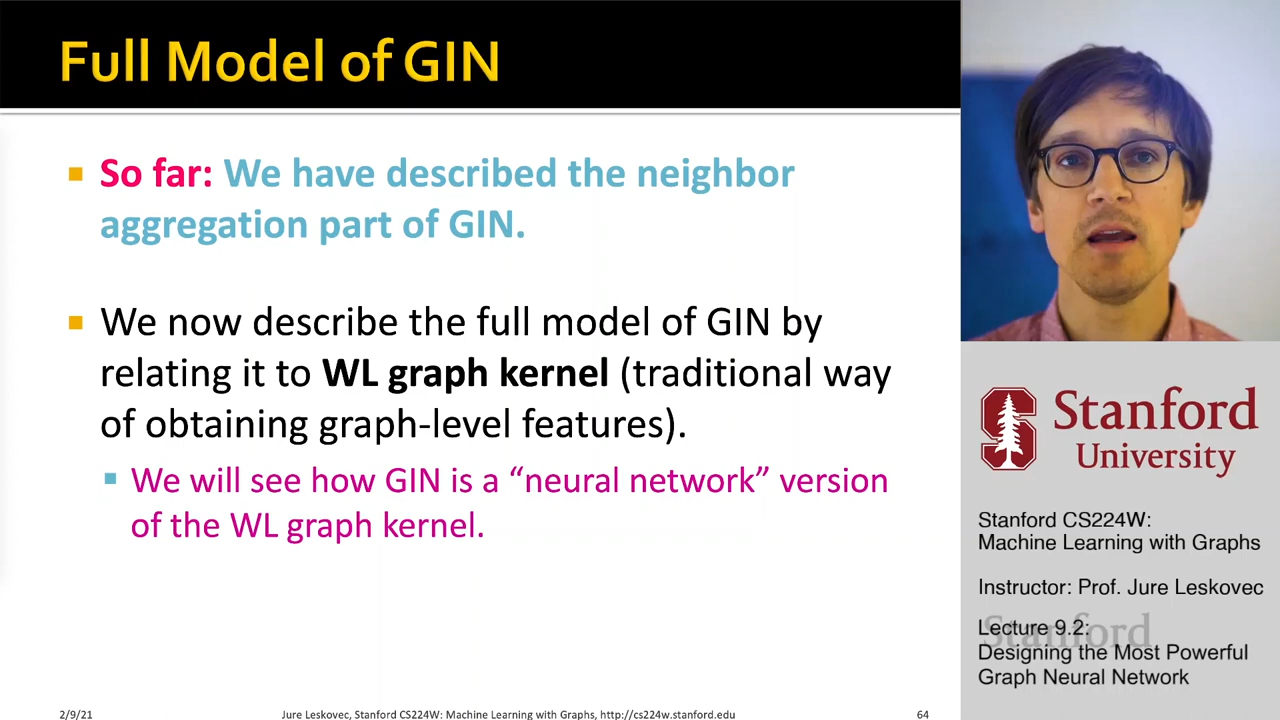 Full Model of GIN
So far: We have described the neighbor
aggregation part of GIN.
We now describe the full model of GIN by
relating it to WL graph kernel (traditional way
of obtaining graph-level features).
We will see how GIN is a “neural network” version
of the WL graph kernel.
2/9/21
Jure Leskovec, Stanford CS224W: Machine Learning with Graphs, http://cs224w.stanford.edu
64
Stanford
University
Stanford CS224W:
Machine Learning with Graphs
Instructor: Prof. Jure Leskovec
Lecture 9.2:
Stanford
Designing the Most Powerful
Graph Neural Network